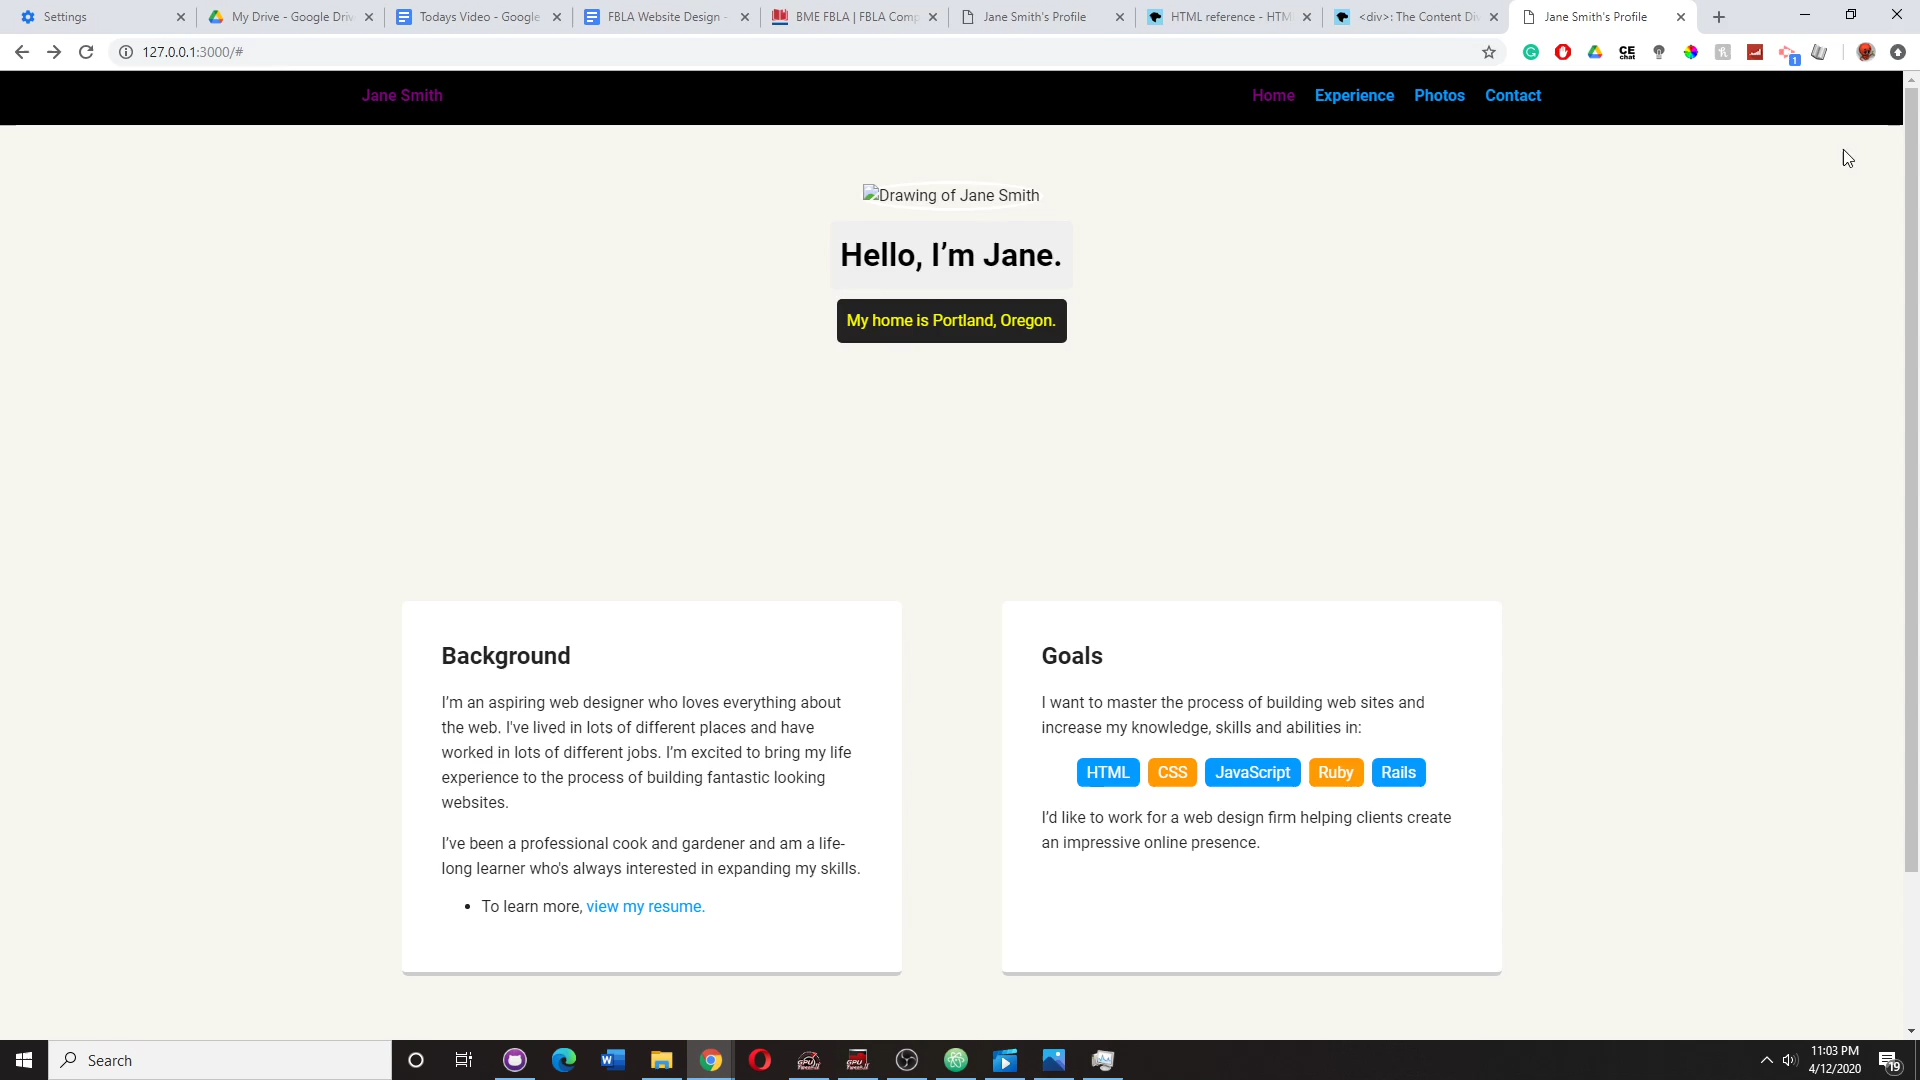 Settings
My Drive - Google Driv
Todays Video - Google
FBLA Website Design -
BME FBLA | FBLA Comp
Jane Smith's Profile
HTML reference - HTM
<div>: The Content Di
Jane Smith's Profile
127.0.0.1:3000/#
CE
chat
1
Jane Smith
Home
Experience
Photos
Contact
Drawing of Jane Smith
Hello, I’m Jane.
My home is Portland, Oregon.
Background
I’m an aspiring web designer who loves everything about
the web. I've lived in lots of different places and have
worked in lots of different jobs. I’m excited to bring my life
experience to the process of building fantastic looking
websites.
I’ve been a professional cook and gardener and am a life-
long learner who's always interested in expanding my skills.
• To learn more, view my resume.
Goals
I want to master the process of building web sites and
increase my knowledge, skills and abilities in:
HTML CSS JavaScript Ruby Rails
I’d like to work for a web design firm helping clients create
an impressive online presence.
Search
11:03 PM
4/12/2020
19